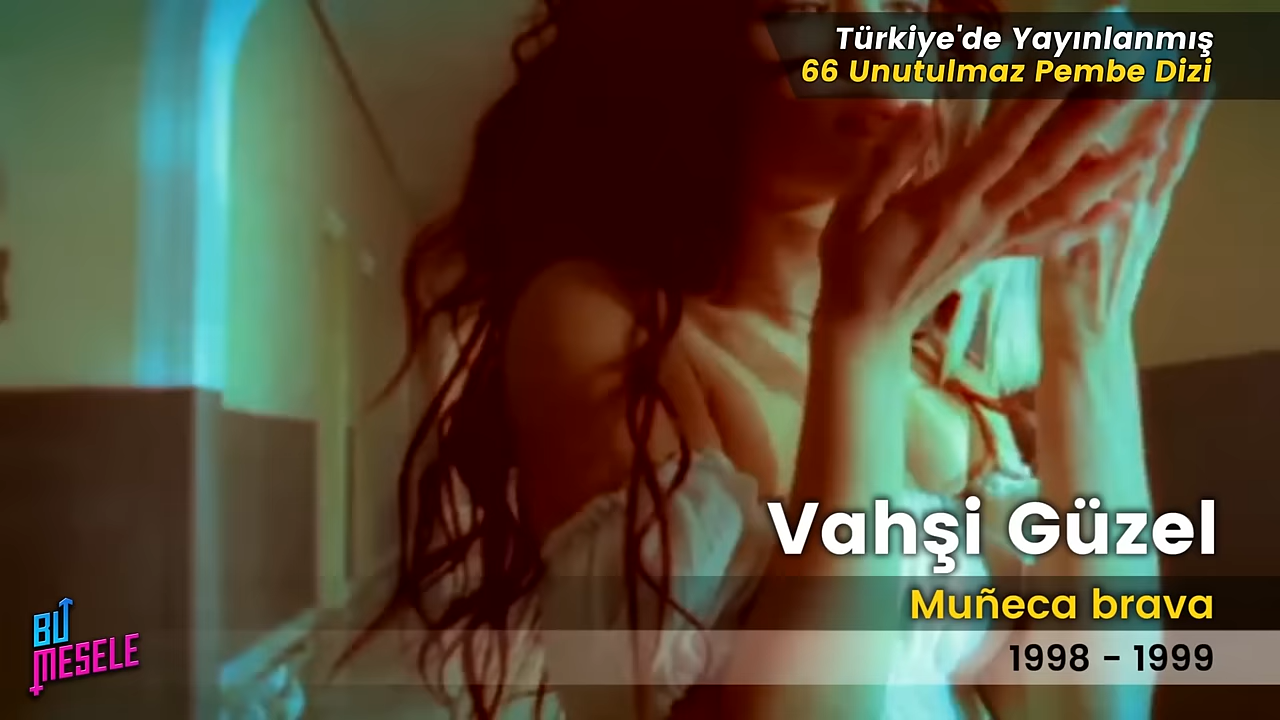 Türkiye'de Yayınlanmış
66 Unutulmaz Pembe Dizi
Vahşi Güzel
Muñeca brava
1998 - 1999
BU
MESELE